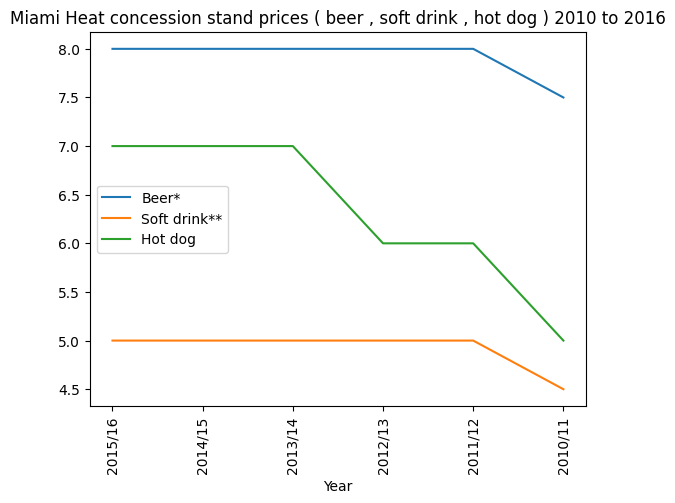 Miami Heat concession stand prices ( beer , soft drink , hot dog ) 2010 to 2016
8.0
7.5
7.0
6.5
6.0
5.5
5.0
4.5
Beer*
Soft drink**
Hot dog
2015/16
2014/15
2013/14
2012/13
2011/12
2010/11
Year